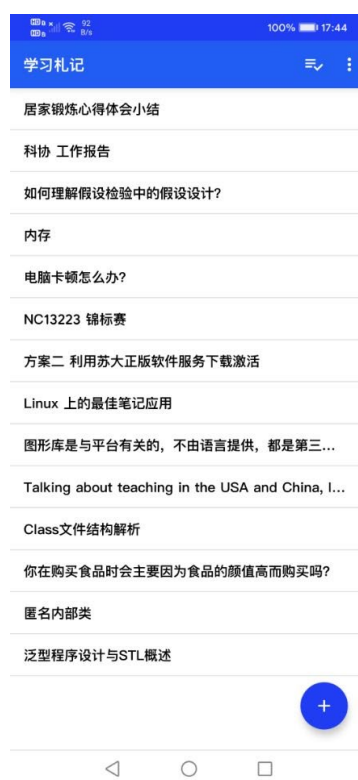 HD B 92
HD B B/s 100% 17:44
学习札记
居家锻炼心得体会小结
科协 工作报告
如何理解假设检验中的假设设计?
内存
电脑卡顿怎么办?
NC13223 锦标赛
方案二 利用苏大正版软件服务下载激活
Linux 上的最佳笔记应用
图形库是与平台有关的，不由语言提供，都是第三...
Talking about teaching in the USA and China, I...
Class文件结构解析
你在购买食品时会主要因为食品的颜值高而购买吗?
匿名内部类
泛型程序设计与STL概述
+